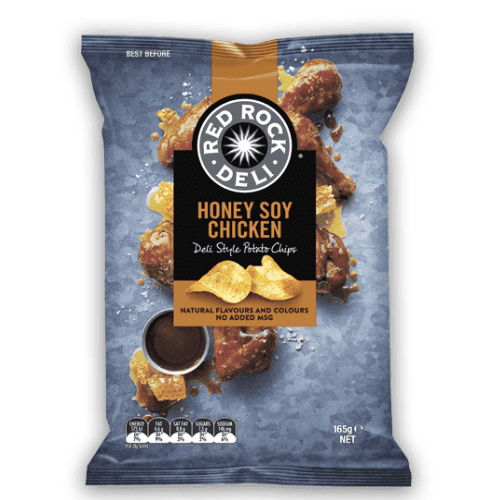 BEST BEFORE
RED ROCK
DELI
®
HONEY SOY
CHICKEN
Deli Style Potato Chips
NATURAL FLAVOURS AND COLOURS
NO ADDED MSG
ENERGY FAT SAT FAT SUGARS SODIUM
165g e
NET